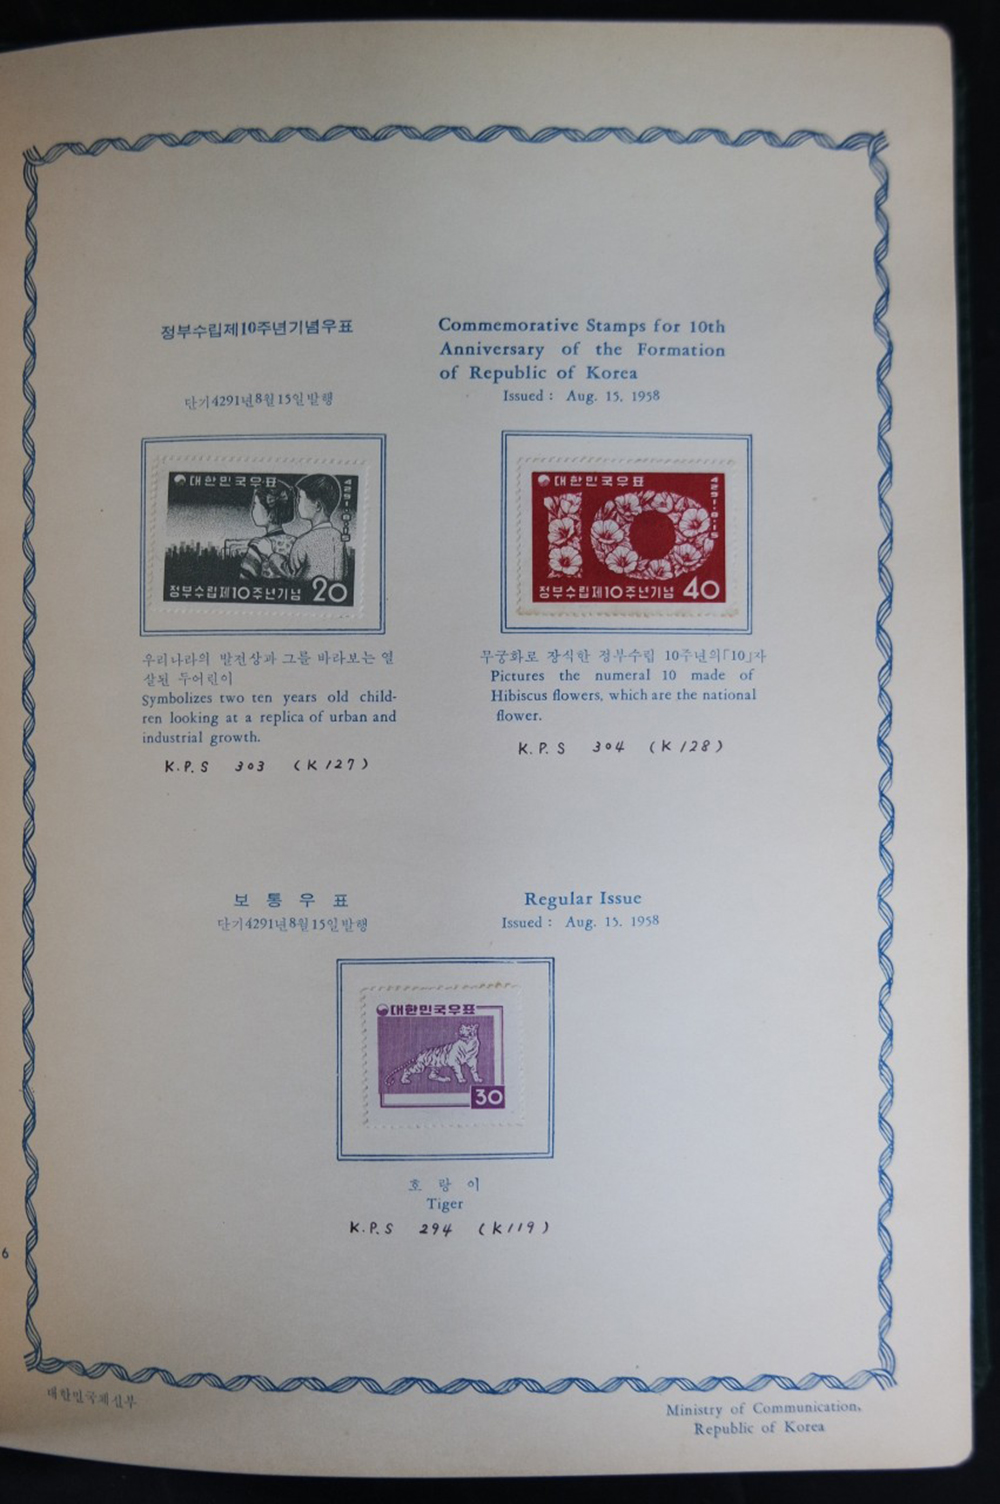 정부수립제10주년기념우표
단기4291년8월15일발행
Commemorative Stamps for 10th
Anniversary of the Formation
of Republic of Korea
Issued : Aug. 15. 1958
대한민국우표
4291.8.15
정부수립제10주년기념 20
대한민국우표
4291.8.15
정부수립제10주년기념 40
우리나라의 발전상과 그를 바라보는 열
살된 두어린이
Symbolizes two ten years old child-
ren looking at a replica of urban and
industrial growth.
K.P.S 303 (K127)
무궁화로 장식한 정부수립 10주년의「10」자
Pictures the numeral 10 made of
Hibiscus flowers, which are the national
flower.
K.P.S 304 (K128)
보통우표
단기4291년8월15일발행
Regular Issue
Issued : Aug. 15. 1958
대한민국우표
30
호랑이
Tiger
K.P.S 294 (K119)
6
대한민국체신부
Ministry of Communication,
Republic of Korea